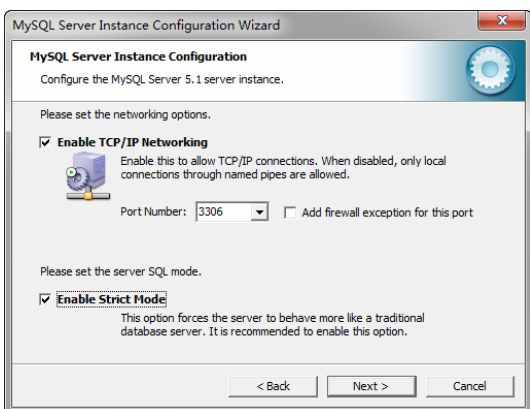 MySQL Server Instance Configuration Wizard
MySQL Server Instance Configuration
Configure the MySQL Server 5.1 server instance.
Please set the networking options.
Enable TCP/IP Networking
Enable this to allow TCP/IP connections. When disabled, only local
connections through named pipes are allowed.
Port Number: 3306 Add firewall exception for this port
Please set the server SQL mode.
Enable Strict Mode
This option forces the server to behave more like a traditional
database server. It is recommended to enable this option.
< Back Next > Cancel